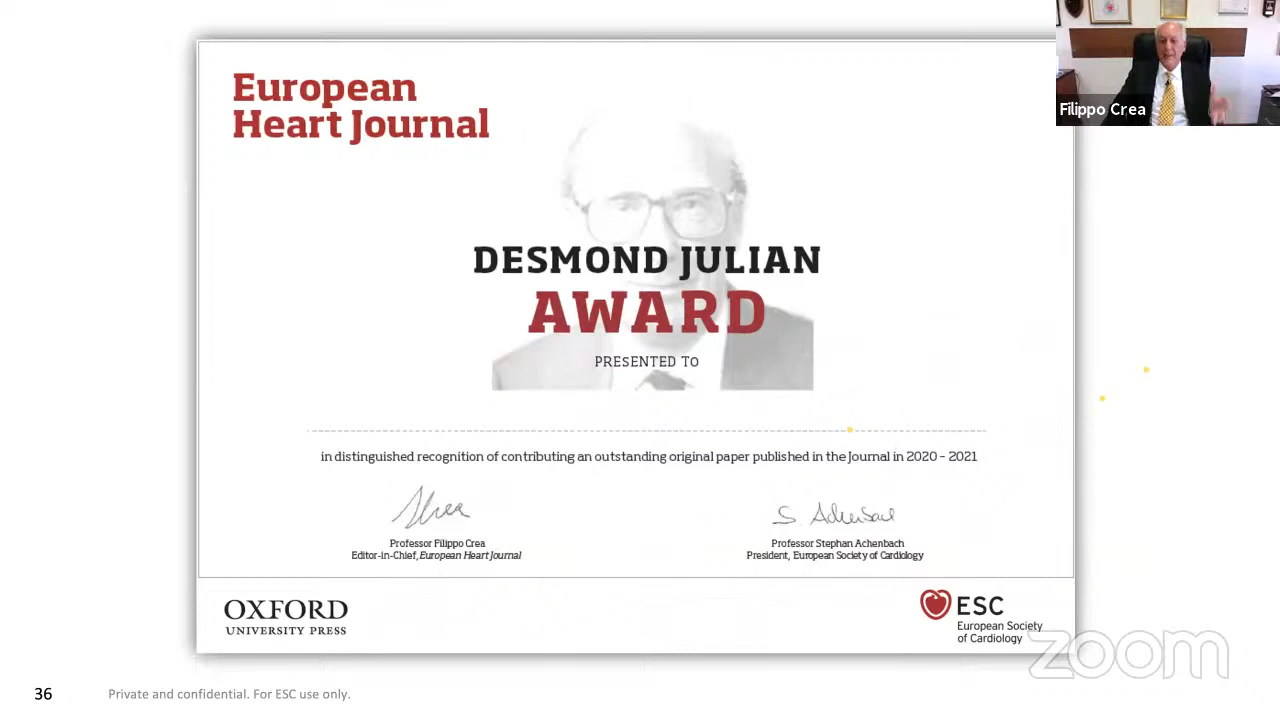 European
Heart Journal
Filippo Crea
DESMOND JULIAN
AWARD
PRESENTED TO
in distinguished recognition of contributing an outstanding original paper published in the Journal in 2020 – 2021
S. Achenbach
Professor Filippo Crea
Editor-in-Chief, European Heart Journal
Professor Stephan Achenbach
President, European Society of Cardiology
OXFORD
UNIVERSITY PRESS
ESC
European Society
of Cardiology
zoom
36
Private and confidential. For ESC use only.